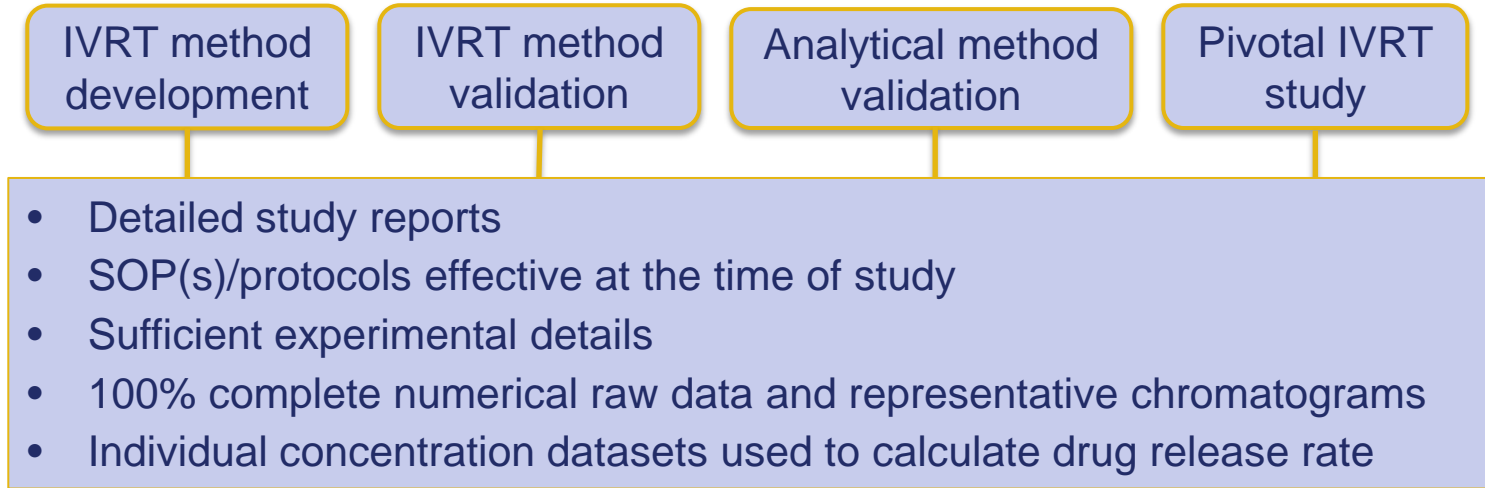 IVRT method
development
IVRT method
validation
Analytical method
validation
Pivotal IVRT
study
• Detailed study reports
• SOP(s)/protocols effective at the time of study
• Sufficient experimental details
• 100% complete numerical raw data and representative chromatograms
• Individual concentration datasets used to calculate drug release rate